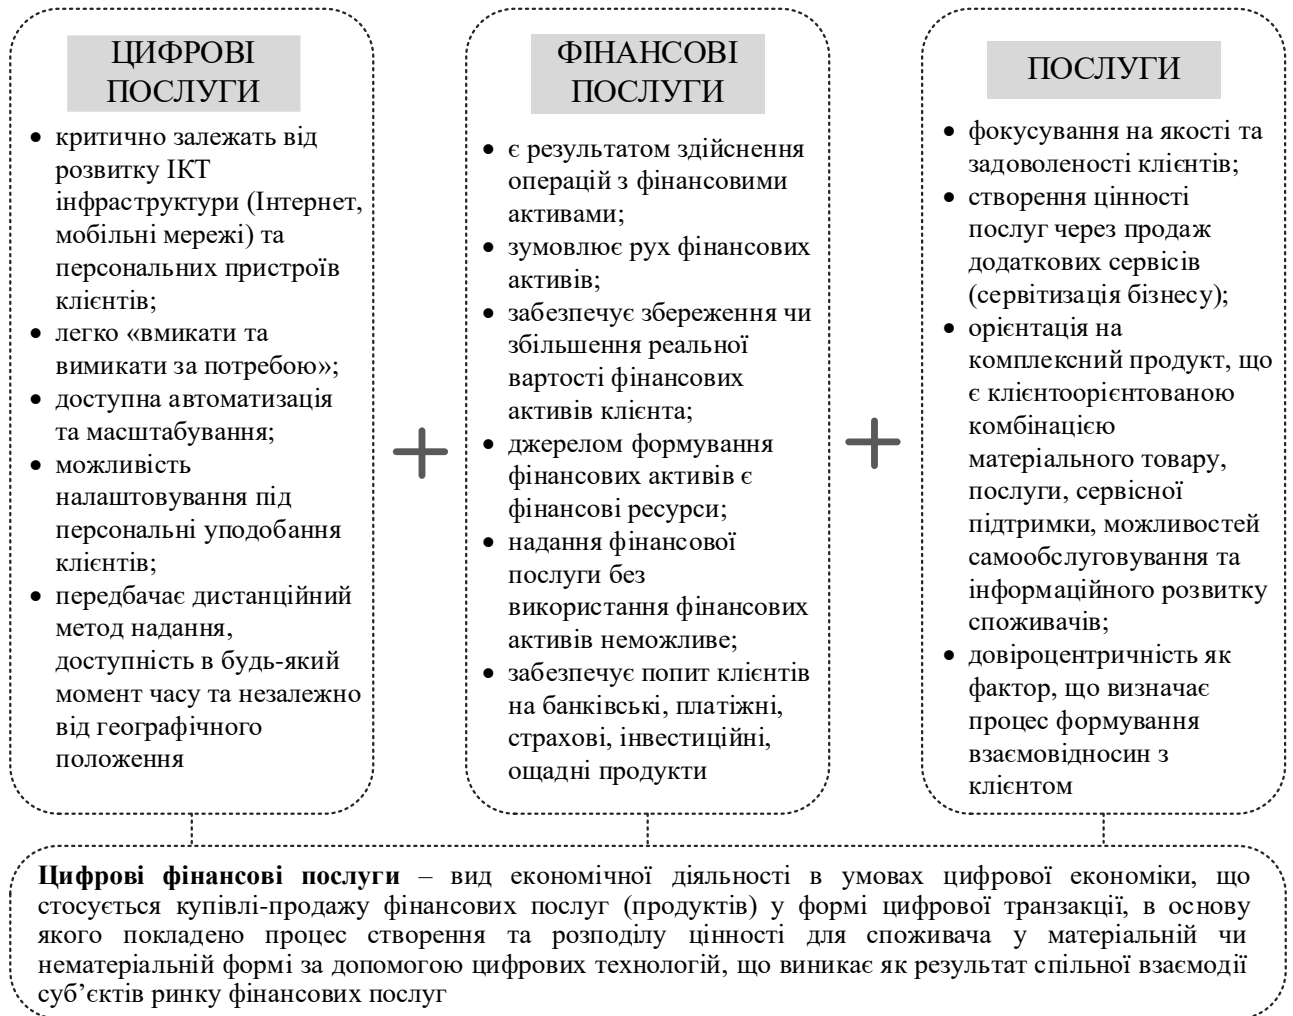 ЦИФРОВІ
ПОСЛУГИ
• критично залежать від
розвитку ІКТ
інфраструктури (Інтернет,
мобільні мережі) та
персональних пристроїв
клієнтів;
• легко «вмикати та
вимикати за потребою»;
• доступна автоматизація
та масштабування;
• можливість
налаштовування під
персональні уподобання
клієнтів;
• передбачає дистанційний
метод надання,
доступність в будь-який
момент часу та незалежно
від географічного
положення
+
ФІНАНСОВІ
ПОСЛУГИ
• є результатом здійснення
операцій з фінансовими
активами;
• зумовлює рух фінансових
активів;
• забезпечує збереження чи
збільшення реальної
вартості фінансових
активів клієнта;
• джерелом формування
фінансових активів є
фінансові ресурси;
• надання фінансової
послуги без
використання фінансових
активів неможливе;
• забезпечує попит клієнтів
на банківські, платіжні,
страхові, інвестиційні,
ощадні продукти
+
ПОСЛУГИ
• фокусування на якості та
задоволеності клієнтів;
• створення цінності
послуг через продаж
додаткових сервісів
(сервітизація бізнесу);
• орієнтація на
комплексний продукт, що
є клієнтоорієнтованою
комбінацією
матеріального товару,
послуги, сервісної
підтримки, можливостей
самообслуговування та
інформаційного розвитку
споживачів;
• довіроцентричність як
фактор, що визначає
процес формування
взаємовідносин з
клієнтом
Цифрові фінансові послуги – вид економічної діяльності в умовах цифрової економіки, що
стосується купівлі-продажу фінансових послуг (продуктів) у формі цифрової транзакції, в основу
якого покладено процес створення та розподілу цінності для споживача у матеріальній чи
нематеріальній формі за допомогою цифрових технологій, що виникає як результат спільної взаємодії
суб’єктів ринку фінансових послуг